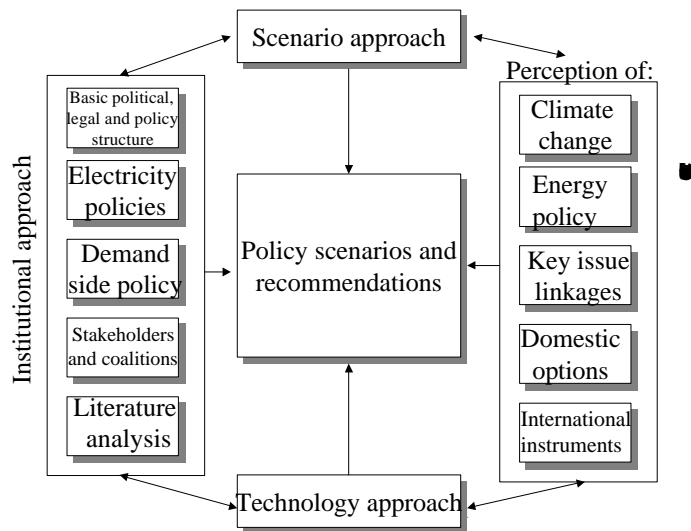 Scenario approach
Institutional approach
Basic political,
legal and policy
structure
Electricity
policies
Demand
side policy
Stakeholders
and coalitions
Literature
analysis
Policy scenarios and
recommendations
Perception of:
Climate
change
Energy
policy
Key issue
linkages
Domestic
options
International
instruments
Technology approach